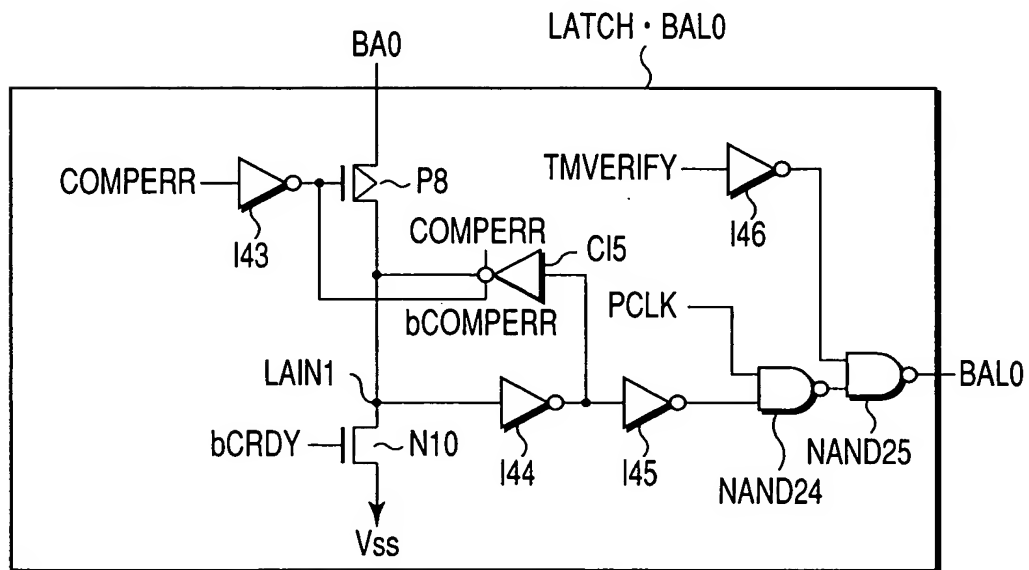 LATCH · BAL0
BA0
COMPERR
P8
TMVERIFY
I43
I46
COMPERR
CI5
bCOMPERR
PCLK
LAIN1
BAL0
bCRDY
N10
I44
I45
NAND24
NAND25
Vss